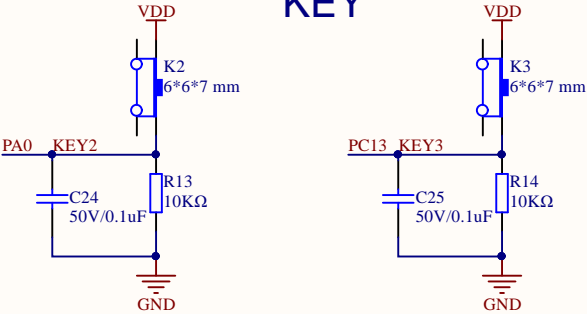 KEY
VDD
K2
6*6*7 mm
PA0 KEY2
C24
50V/0.1uF
R13
10KΩ
GND
VDD
K3
6*6*7 mm
PC13 KEY3
C25
50V/0.1uF
R14
10KΩ
GND